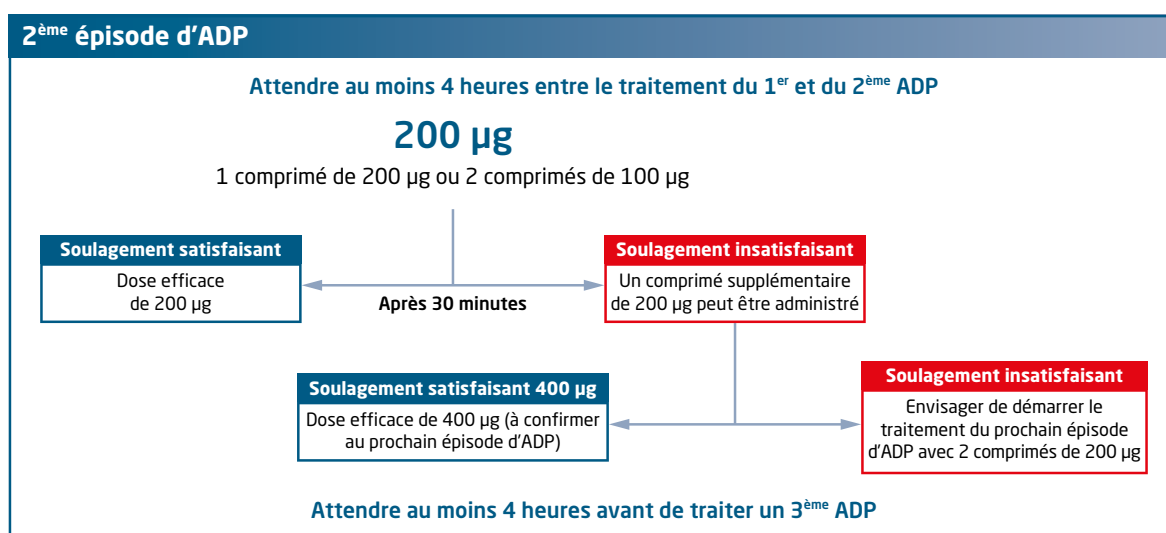 2ème épisode d'ADP
Attendre au moins 4 heures entre le traitement du 1er et du 2ème ADP
200 µg
1 comprimé de 200 µg ou 2 comprimés de 100 µg
Soulagement satisfaisant
Dose efficace
de 200 µg
Après 30 minutes
Soulagement insatisfaisant
Un comprimé supplémentaire
de 200 µg peut être administré
Soulagement satisfaisant 400 µg
Dose efficace de 400 µg (à confirmer
au prochain épisode d'ADP)
Soulagement insatisfaisant
Envisager de démarrer le
traitement du prochain épisode
d'ADP avec 2 comprimés de 200 µg
Attendre au moins 4 heures avant de traiter un 3ème ADP